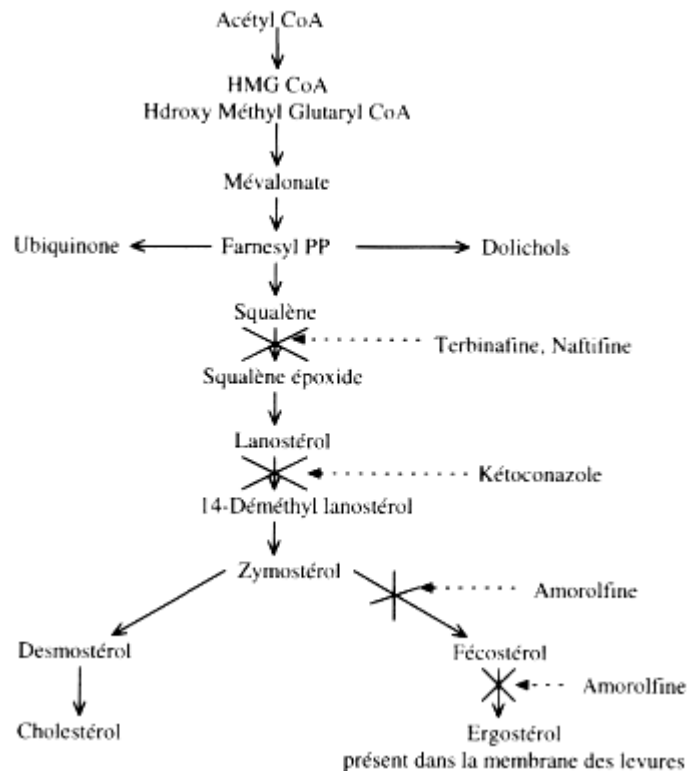 Acétyl CoA
HMG CoA
Hdroxy Méthyl Glutaryl CoA
Mévalonate
Ubiquinone
Farnesyl PP
Dolichols
Squalène
Terbinafine, Naftifine
Squalène époxide
Lanostérol
Kétoconazole
14-Déméthyl lanostérol
Zymostérol
Amorolfine
Desmostérol
Fécostérol
Amorolfine
Cholestérol
Ergostérol
présent dans la membrane des levures